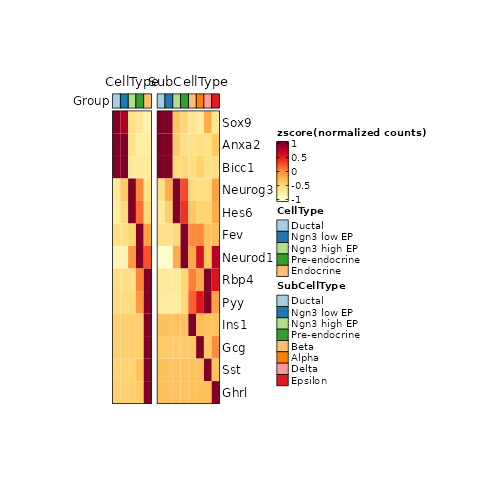 CellType SubCellType
Group
Sox9
Anxa2
Bicc1
Neurog3
Hes6
Fev
Neurod1
Rbp4
Pyy
Ins1
Gcg
Sst
Ghrl
zscore(normalized counts)
1
0.5
0
-0.5
-1
CellType
Ductal
Ngn3 low EP
Ngn3 high EP
Pre-endocrine
Endocrine
SubCellType
Ductal
Ngn3 low EP
Ngn3 high EP
Pre-endocrine
Beta
Alpha
Delta
Epsilon